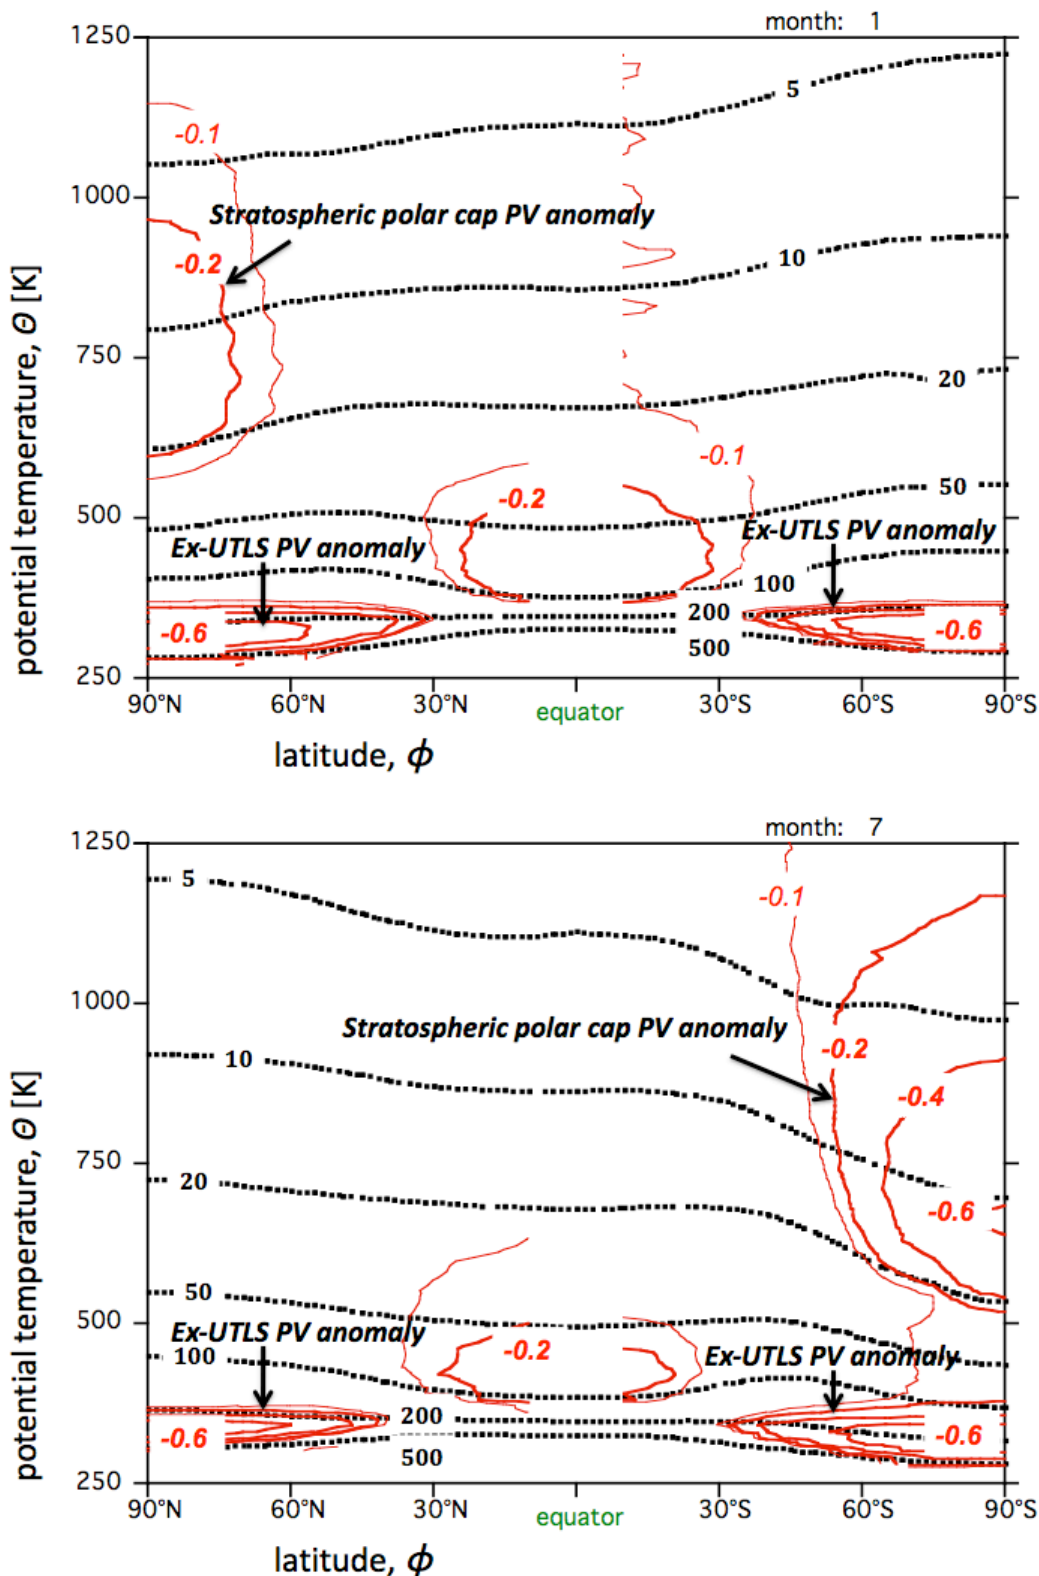 month: 1
1250
5
-0.1
1000
Stratospheric polar cap PV anomaly
-0.2
10
potential temperature, Θ [K]
750
20
-0.1
-0.2
50
500
Ex-UTLS PV anomaly
Ex-UTLS PV anomaly
100
200
-0.6
-0.6
500
250
90°N 60°N 30°N equator 30°S 60°S 90°S
latitude, ϕ
month: 7
1250
5
-0.1
1000
Stratospheric polar cap PV anomaly
-0.2
10
-0.4
potential temperature, Θ [K]
750
20
-0.6
50
500
Ex-UTLS PV anomaly
-0.2
Ex-UTLS PV anomaly
100
200
-0.6
-0.6
500
250
90°N 60°N 30°N equator 30°S 60°S 90°S
latitude, ϕ